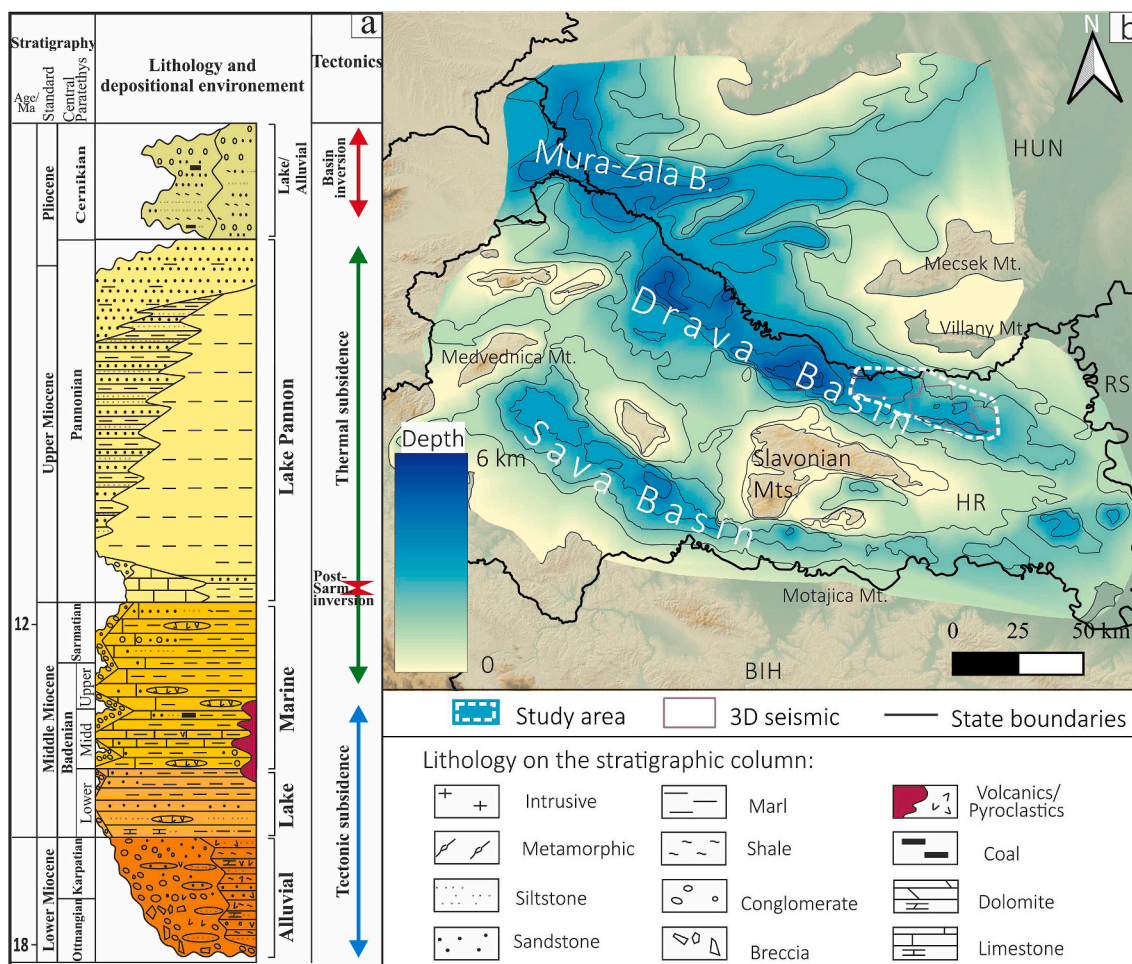 a
Stratigraphy
Age/
Ma
Standard
Central
Paratethys
Lithology and
depositional environement
Tectonics
Pliocene
Cernikian
Lake/
Alluvial
Basin
inversion
Upper Miocene
Pannonian
Lake Pannon
Thermal subsidence
Post-
Sarm.
inversion
12
Middle Miocene
Sarmatian
Badenian
Upper
Midd
Lower
Marine
Lake
Tectonic subsidence
Lower Miocene
Karpatian
Ottnangian
Alluvial
18
b
N
HUN
Mura-Zala B.
Mecsek Mt.
Villany Mt.
Drava Basin
Medvednica Mt.
RS
Depth
6 km
0
Sava Basin
Slavonian
Mts
HR
Motajica Mt.
0 25 50 km
BIH
Study area
3D seismic
State boundaries
Lithology on the stratigraphic column:
Intrusive
Marl
Volcanics/
Pyroclastics
Metamorphic
Shale
Coal
Siltstone
Conglomerate
Dolomite
Sandstone
Breccia
Limestone